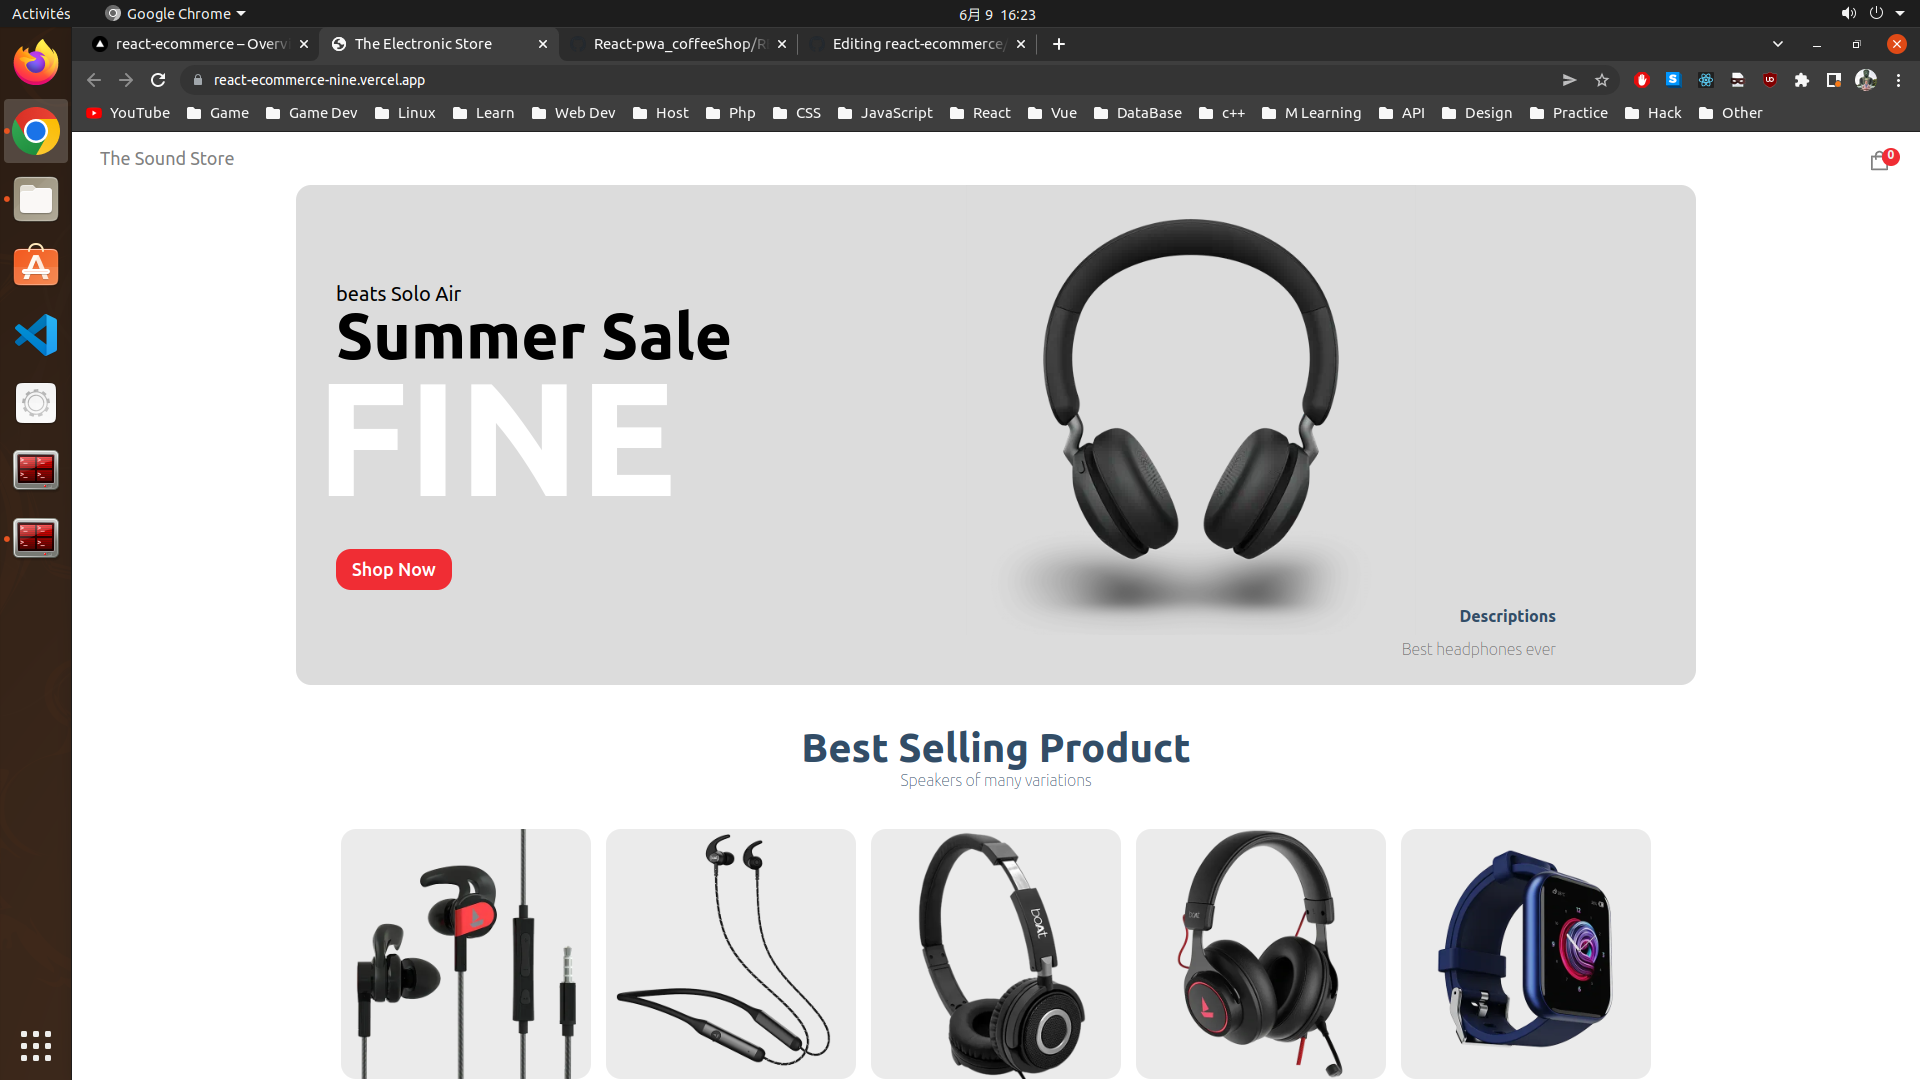 Activités
Google Chrome
6月 9 16:23
react-ecommerce – Overvi
The Electronic Store
React-pwa_coffeeShop/R
Editing react-ecommerce/
react-ecommerce-nine.vercel.app
YouTube
Game
Game Dev
Linux
Learn
Web Dev
Host
Php
CSS
JavaScript
React
Vue
DataBase
c++
M Learning
API
Design
Practice
Hack
Other
The Sound Store
0
beats Solo Air
Summer Sale
FINE
Shop Now
Descriptions
Best headphones ever
Best Selling Product
Speakers of many variations
boAt